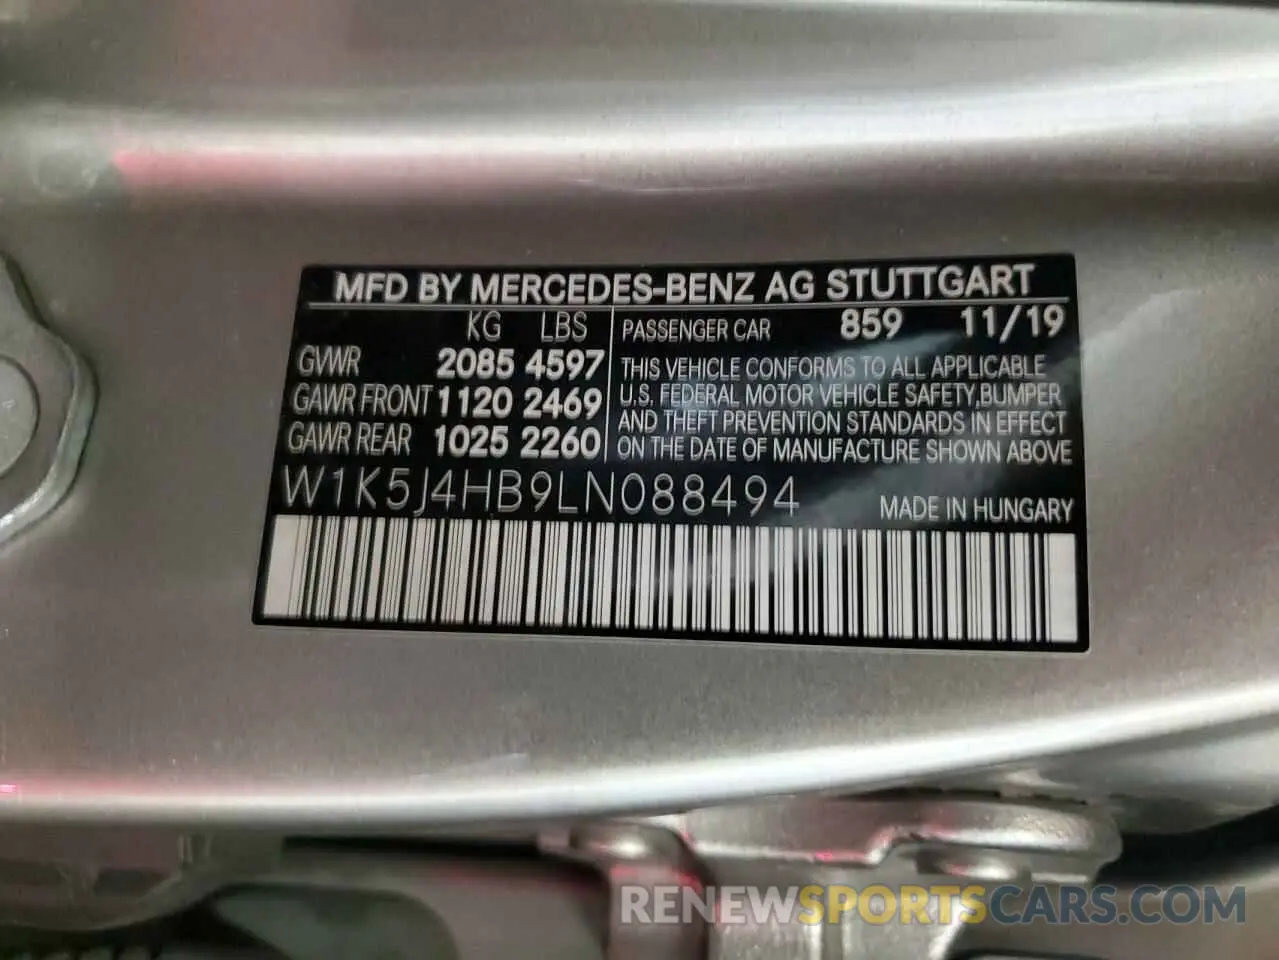 MFD BY MERCEDES-BENZ AG STUTTGART
KG LBS PASSENGER CAR 859 11/19
GVWR 2085 4597 THIS VEHICLE CONFORMS TO ALL APPLICABLE
GAWR FRONT 1120 2469 U.S. FEDERAL MOTOR VEHICLE SAFETY,BUMPER
AND THEFT PREVENTION STANDARDS IN EFFECT
GAWR REAR 1025 2260 ON THE DATE OF MANUFACTURE SHOWN ABOVE
W1K5J4HB9LN088494 MADE IN HUNGARY
RENEWSPORTSCARS.COM